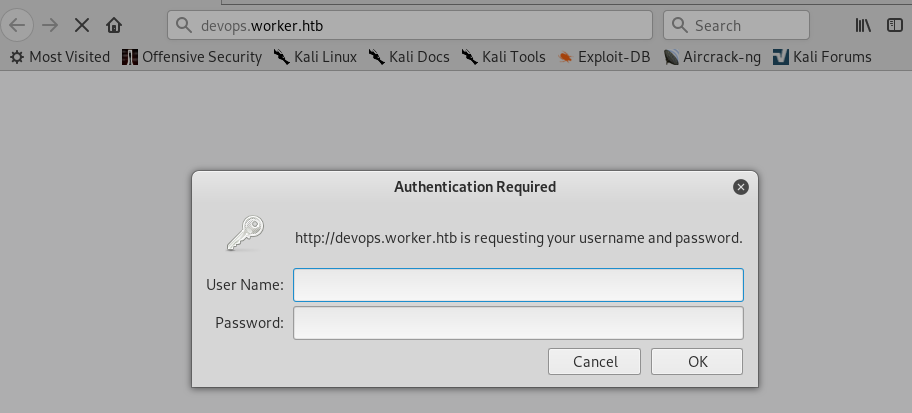 devops.worker.htb
Search
Most Visited Offensive Security Kali Linux Kali Docs Kali Tools Exploit-DB Aircrack-ng Kali Forums
Authentication Required
http://devops.worker.htb is requesting your username and password.
User Name:
Password:
Cancel OK